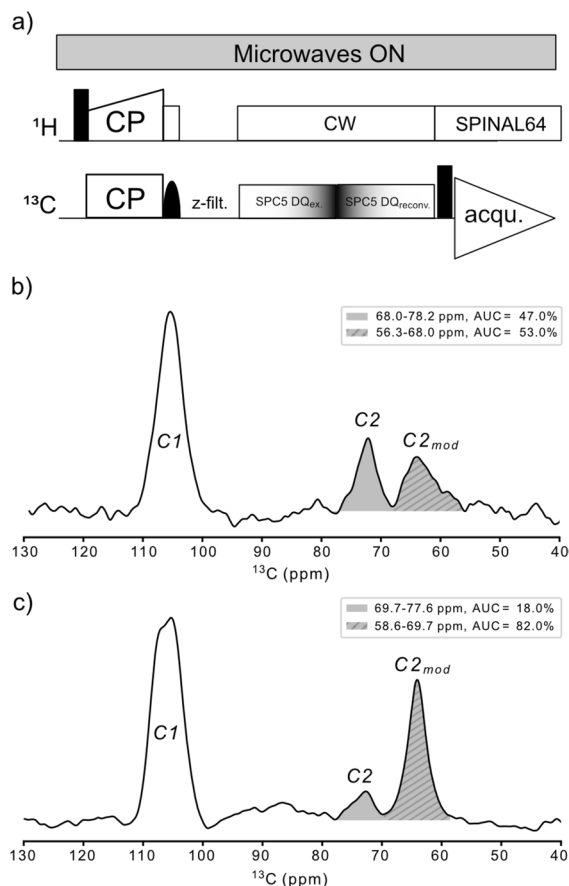 a)
Microwaves ON
¹H
CP
CW
SPINAL64
¹³C
CP
z-filt.
SPC5 DQex.
SPC5 DQreconv.
acqu.
b)
68.0-78.2 ppm, AUC= 47.0%
56.3-68.0 ppm, AUC= 53.0%
C1
C2
C2mod
130 120 110 100 90 80 70 60 50 40
¹³C (ppm)
c)
69.7-77.6 ppm, AUC= 18.0%
58.6-69.7 ppm, AUC= 82.0%
C1
C2
C2mod
130 120 110 100 90 80 70 60 50 40
¹³C (ppm)